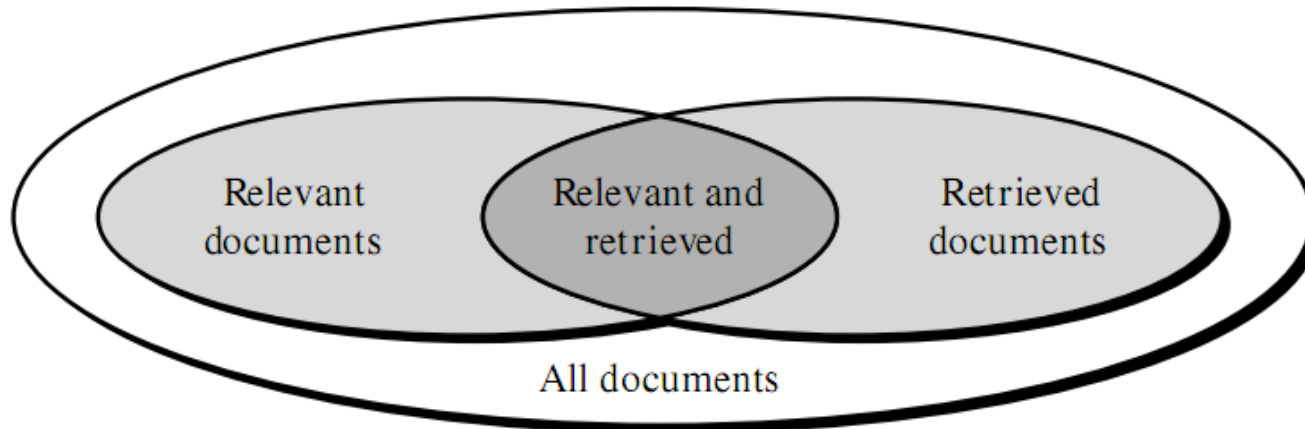 Relevant
documents
Relevant and
retrieved
Retrieved
documents
All documents